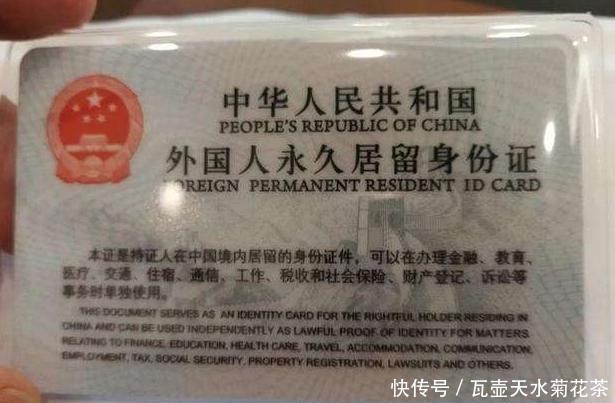 中华人民共和国
PEOPLE'S REPUBLIC OF CHINA
外国人永久居留身份证
FOREIGN PERMANENT RESIDENT ID CARD
本证是持证人在中国境内居留的身份证件，可以在办理金融、教育、
医疗、交通、住宿、通信、工作、税收和社会保险、财产登记、诉讼等
事务时单独使用。
THIS DOCUMENT SERVES AS AN IDENTITY CARD FOR THE RIGHTFUL HOLDER RESIDING IN
CHINA AND CAN BE USED INDEPENDENTLY AS LAWFUL PROOF OF IDENTITY FOR MATTERS
RELATING TO FINANCE, EDUCATION, HEALTH CARE, TRAVEL, ACCOMMODATION, COMMUNICATION,
EMPLOYMENT, TAX, SOCIAL SECURITY, PROPERTY REGISTRATION, LAWSUITS AND OTHERS.
快传号/瓦壶天水菊花茶